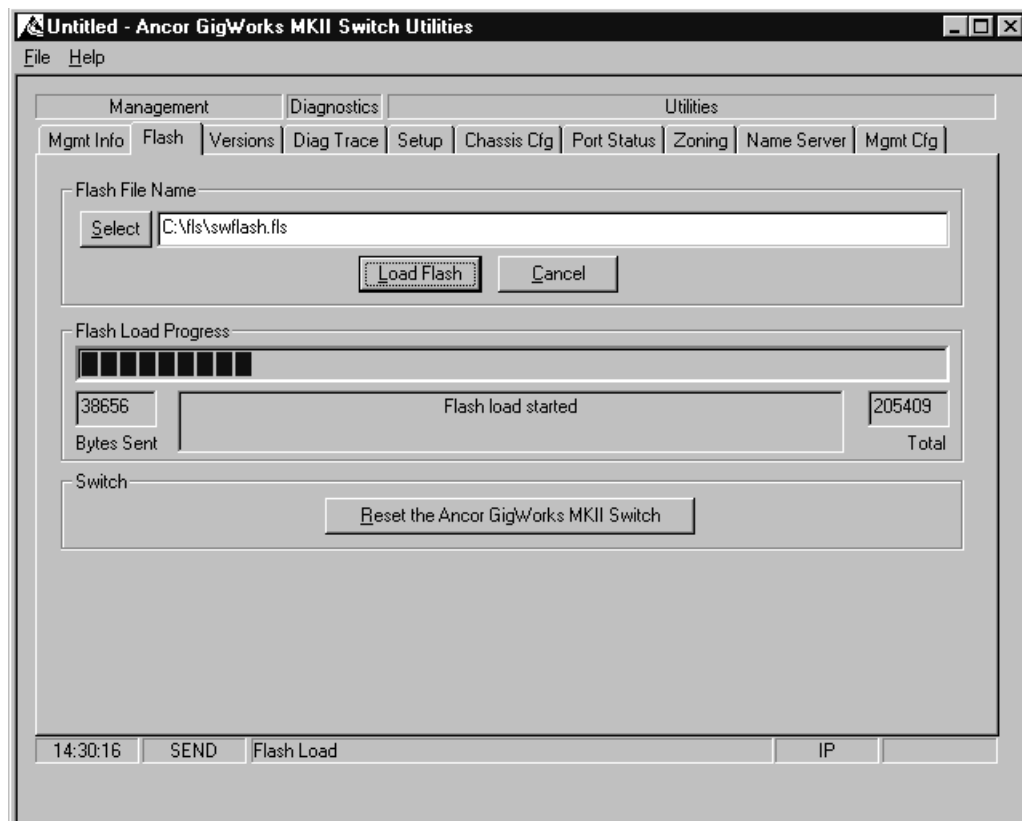 Untitled - Ancor GigWorks MKII Switch Utilities
File Help
Management Diagnostics Utilities
Mgmt Info Flash Versions Diag Trace Setup Chassis Cfg Port Status Zoning Name Server Mgmt Cfg
Flash File Name
Select C:\fls\swflash.fls
Load Flash Cancel
Flash Load Progress
38656 Flash load started 205409
Bytes Sent Total
Switch
Reset the Ancor GigWorks MKII Switch
14:30:16 SEND Flash Load IP